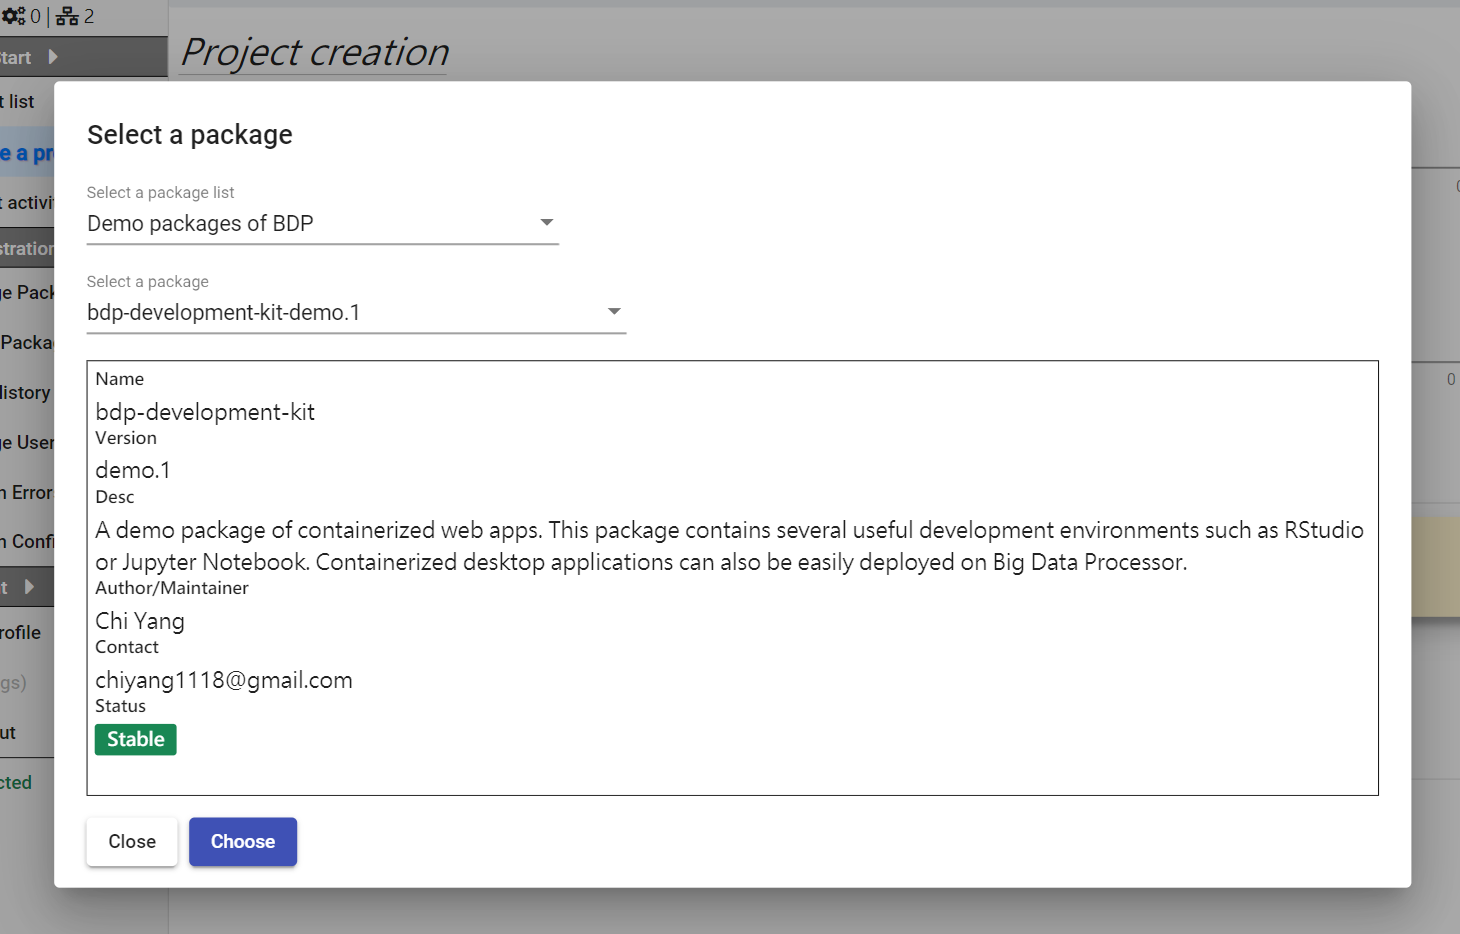 0 | 2
tart
Project creation
t list
e a pr
t activi
stration
ge Pack
Packa
History
ge User
n Error
n Confi
t
rofile
gs)
ut
cted
0
Select a package
Select a package list
Demo packages of BDP
Select a package
bdp-development-kit-demo.1
Name
bdp-development-kit
Version
demo.1
Desc
A demo package of containerized web apps. This package contains several useful development environments such as RStudio
or Jupyter Notebook. Containerized desktop applications can also be easily deployed on Big Data Processor.
Author/Maintainer
Chi Yang
Contact
chiyang1118@gmail.com
Status
Stable
Close
Choose